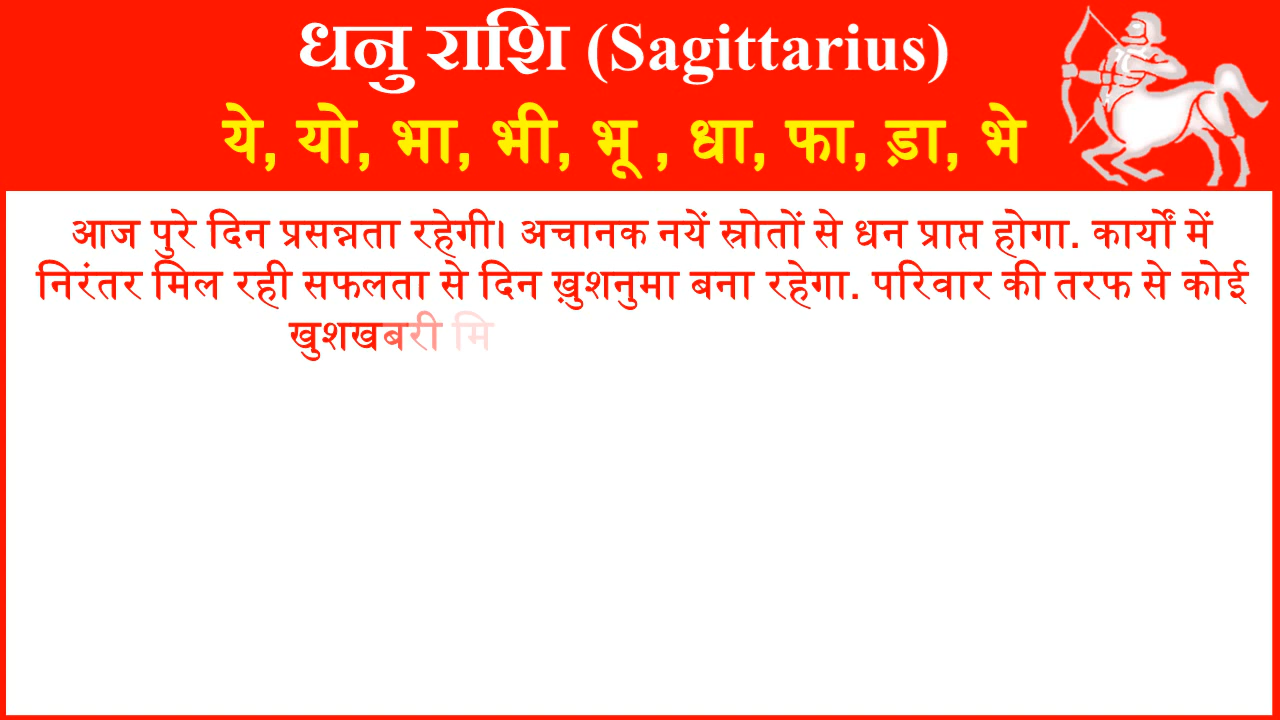 धनु राशि (Sagittarius)
ये, यो, भा, भी, भू , धा, फा, ड़ा, भे
आज पुरे दिन प्रसन्नता रहेगी। अचानक नयें स्रोतों से धन प्राप्त होगा. कार्यों में
निरंतर मिल रही सफलता से दिन ख़ुशनुमा बना रहेगा. परिवार की तरफ से कोई
खुशखबरी मि